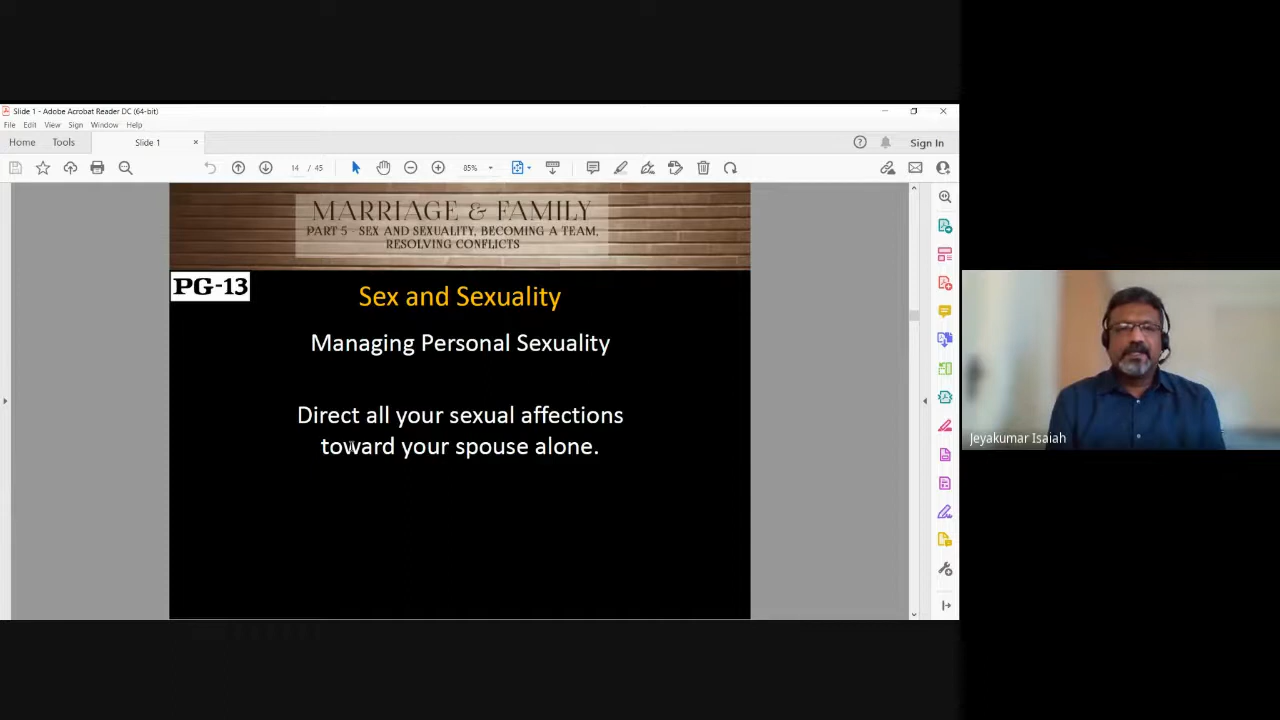 Slide 1 - Adobe Acrobat Reader DC (64-bit)
File Edit View Sign Window Help
Home Tools Slide 1 Sign In
14 / 45 85%
MARRIAGE & FAMILY
PART 5 - SEX AND SEXUALITY, BECOMING A TEAM,
RESOLVING CONFLICTS
PG-13
Sex and Sexuality
Managing Personal Sexuality
Direct all your sexual affections
toward your spouse alone.
Jeyakumar Isaiah